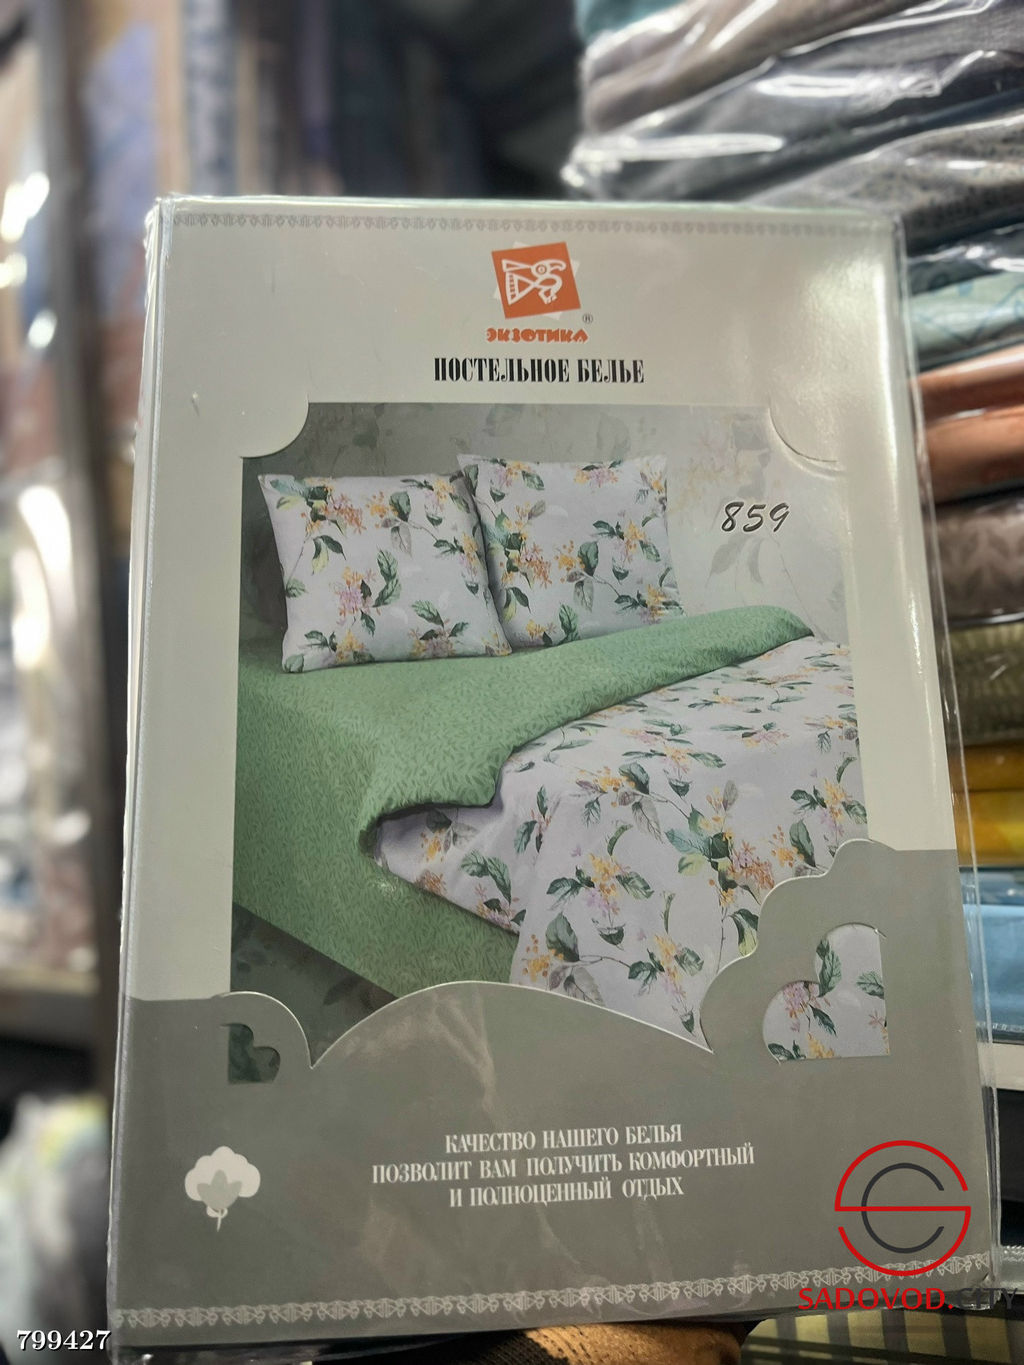 ®
ЭКЗОТИКА
ПОСТЕЛЬНОЕ БЕЛЬЕ
859
КАЧЕСТВО НАШЕГО БЕЛЬЯ
ПОЗВОЛИТ ВАМ ПОЛУЧИТЬ КОМФОРТНЫЙ
И ПОЛНОЦЕННЫЙ ОТДЫХ
SADOVOD.CITY
799427